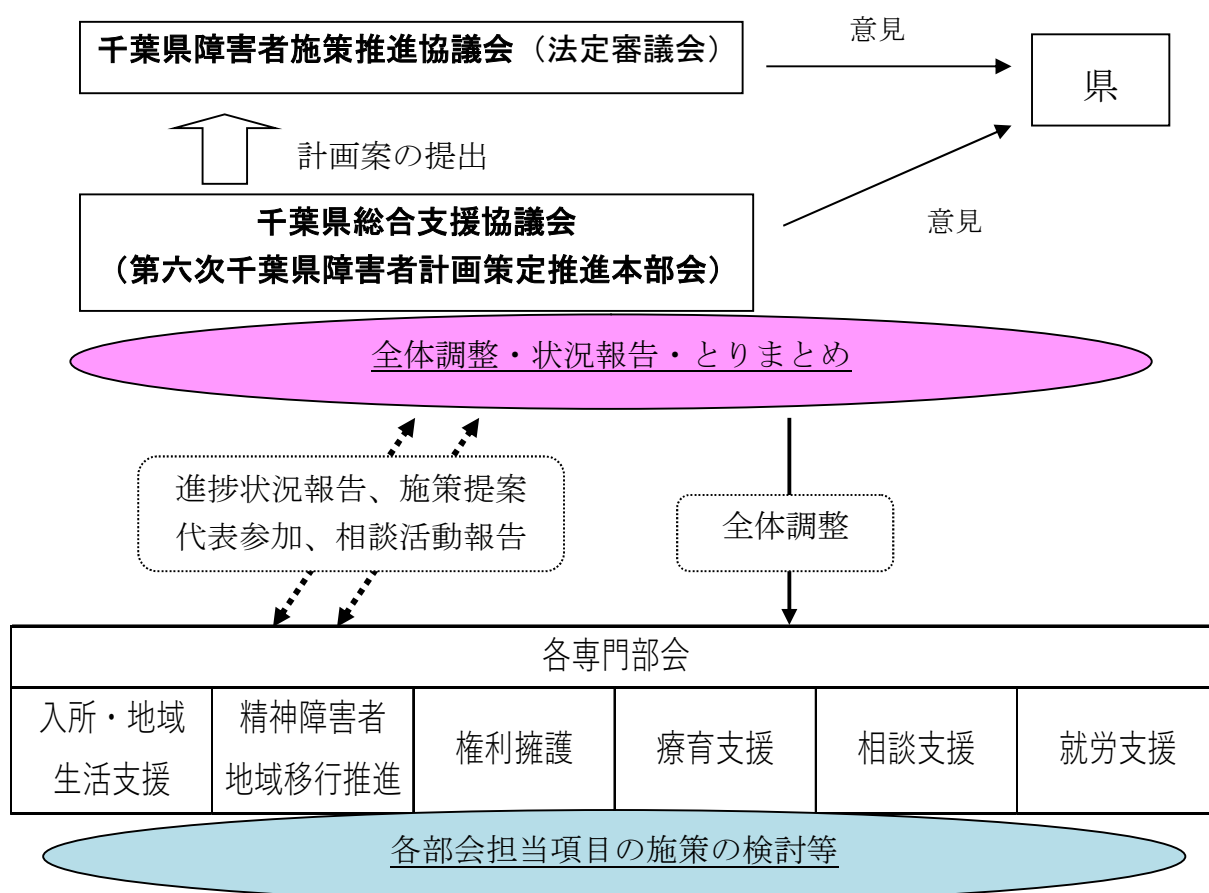 千葉県障害者施策推進協議会（法定審議会）
意見
県
計画案の提出
千葉県総合支援協議会
（第六次千葉県障害者計画策定推進本部会）
意見
全体調整・状況報告・とりまとめ
進捗状況報告、施策提案
代表参加、相談活動報告
全体調整
各専門部会
入所・地域
生活支援
精神障害者
地域移行推進
権利擁護
療育支援
相談支援
就労支援
各部会担当項目の施策の検討等